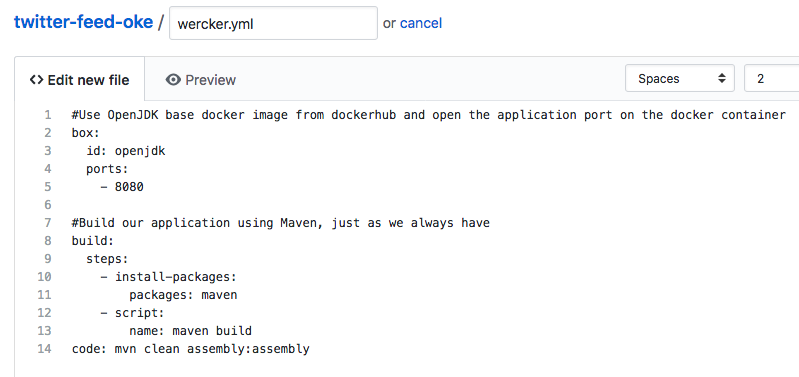 twitter-feed-oke / wercker.yml or cancel
<> Edit new file Preview Spaces 2
1 #Use OpenJDK base docker image from dockerhub and open the application port on the docker container
2 box:
3   id: openjdk
4   ports:
5     - 8080
6
7 #Build our application using Maven, just as we always have
8 build:
9   steps:
10     - install-packages:
11         packages: maven
12     - script:
13         name: maven build
14 code: mvn clean assembly:assembly